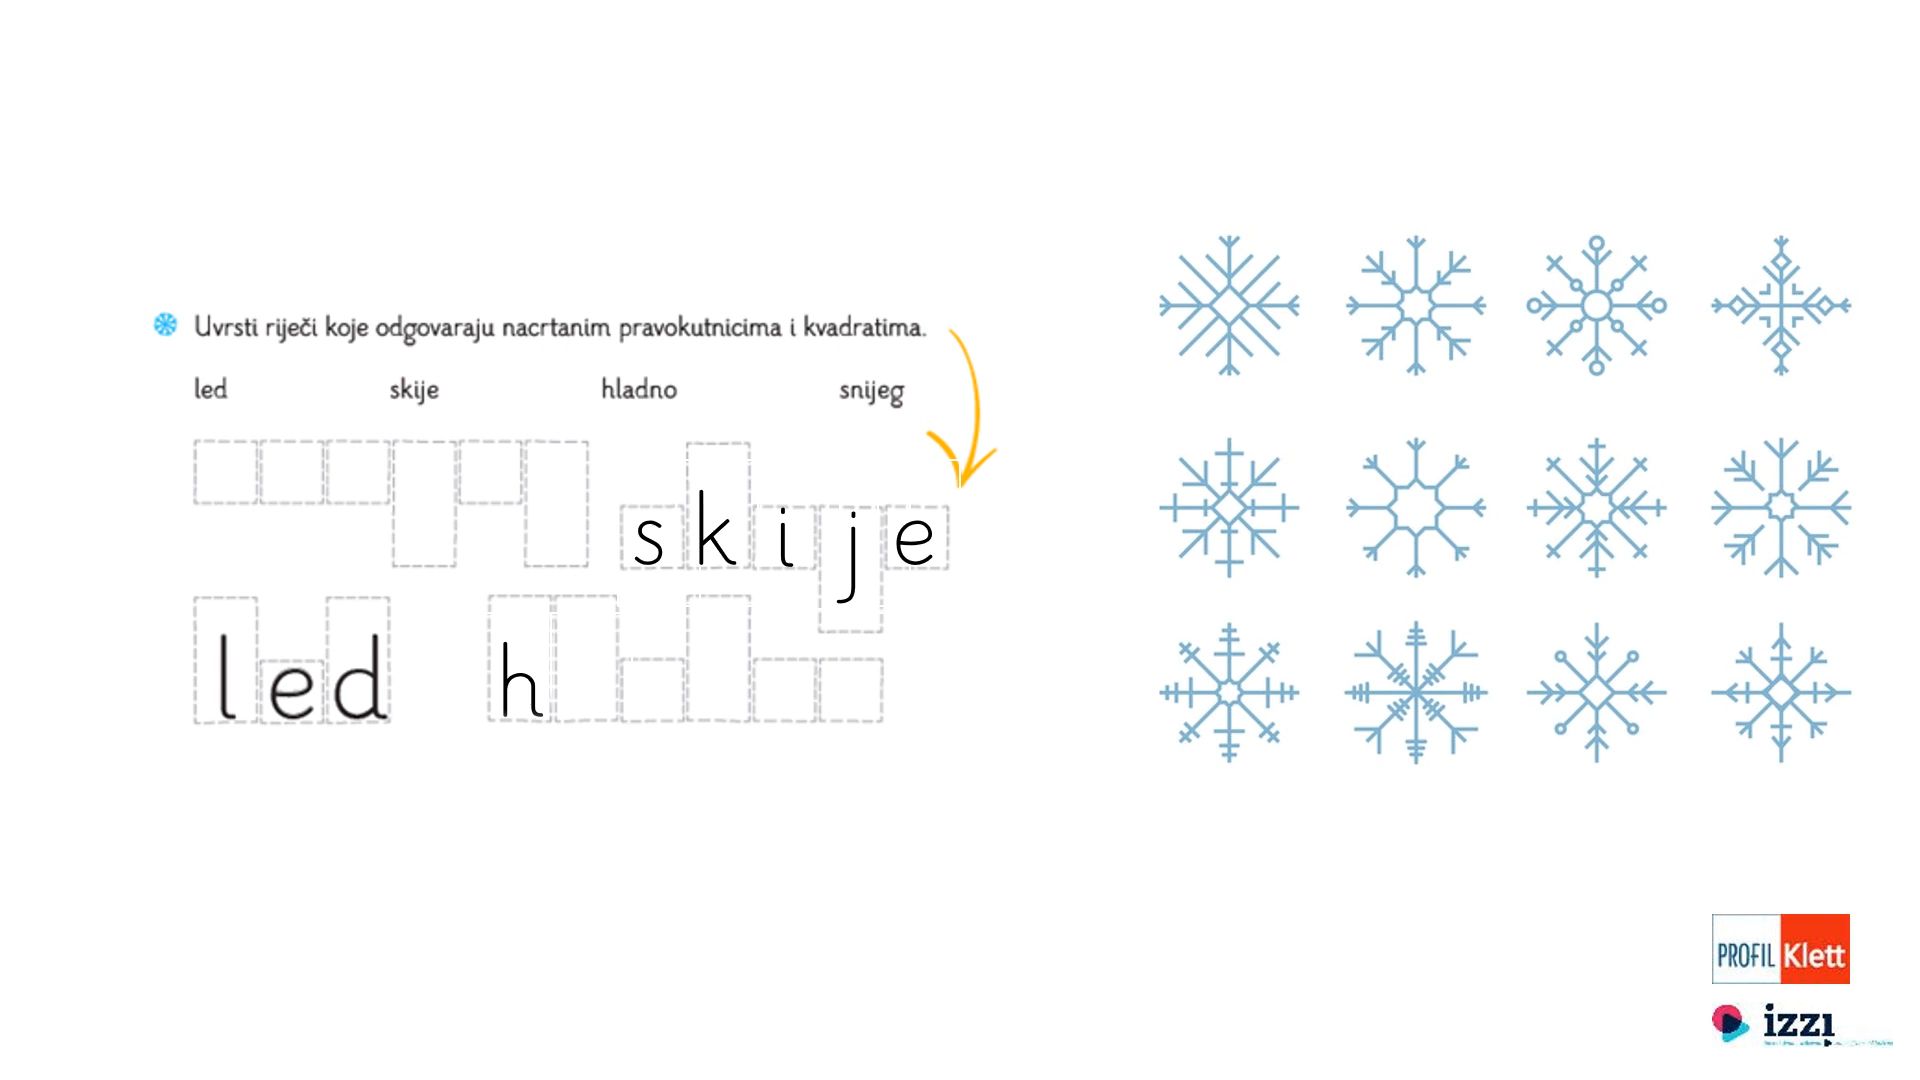 Uvrsti riječi koje odgovaraju nacrtanim pravokutnicima i kvadratima.
led skije hladno snijeg
skije
led h
PROFIL Klett
izzi